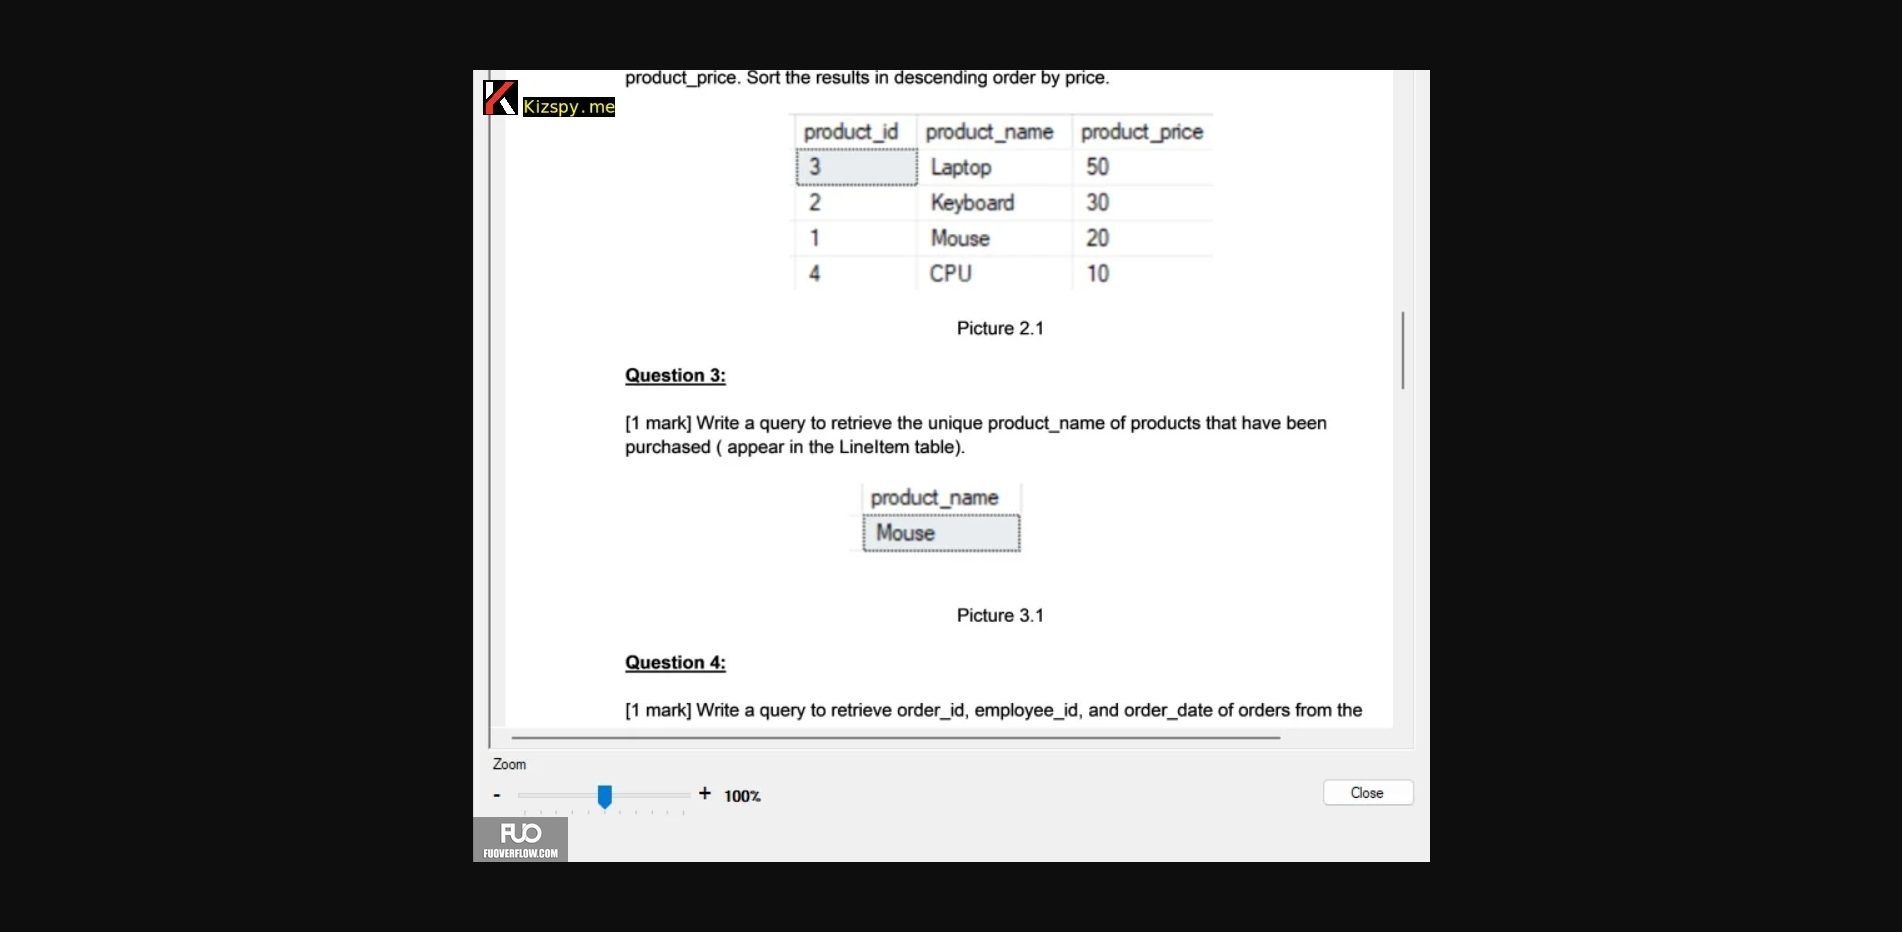 product_price. Sort the results in descending order by price.
Kizspy.me
product_id product_name product_price
3 Laptop 50
2 Keyboard 30
1 Mouse 20
4 CPU 10
Picture 2.1
Question 3:
[1 mark] Write a query to retrieve the unique product_name of products that have been
purchased ( appear in the LineItem table).
product_name
Mouse
Picture 3.1
Question 4:
[1 mark] Write a query to retrieve order_id, employee_id, and order_date of orders from the
Zoom
- + 100%
Close
FUO
FUOVERFLOW.COM